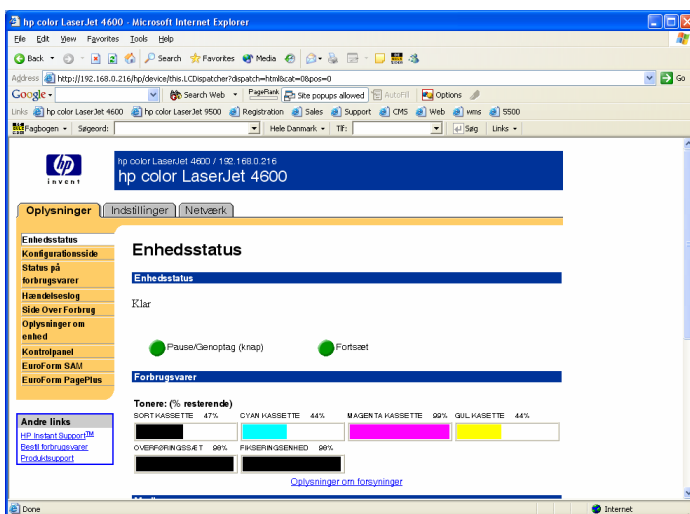 hp color LaserJet 4600 - Microsoft Internet Explorer
File Edit View Favorites Tools Help
Back Search Favorites Media
Address http://192.168.0.216/hp/device/this.LCDispatcher?dispatch=html&cat=0&pos=0 Go
Google Search Web PageRank Site popups allowed AutoFill Options
Links hp color LaserJet 4600 hp color LaserJet 9500 Registration Sales Support CMS Web wms 5500
Fagbogen Søgeord: Hele Danmark Tlf: Søg Links
hp
invent
hp color LaserJet 4600 / 192.168.0.216
hp color LaserJet 4600
Oplysninger Indstillinger Netværk
Enhedsstatus
Konfigurationsside
Status på
forbrugsvarer
Hændelseslog
Side Over Forbrug
Oplysninger om
enhed
Kontrolpanel
EuroForm SAM
EuroForm PagePlus
Andre links
HP Instant Support™
Bestil forbrugsvarer
Produktsupport
Enhedsstatus
Enhedsstatus
Klar
Pause/Genoptag (knap) Fortsæt
Forbrugsvarer
Tonere: (% resterende)
SORT KASSETTE 47% CYAN KASSETTE 44% MAGENTA KASSETTE 99% GUL KASETTE 44%
OVERFØRINGSSÆT 98% FIKSERINGSENHED 98%
Oplysninger om forsyninger
Done Internet